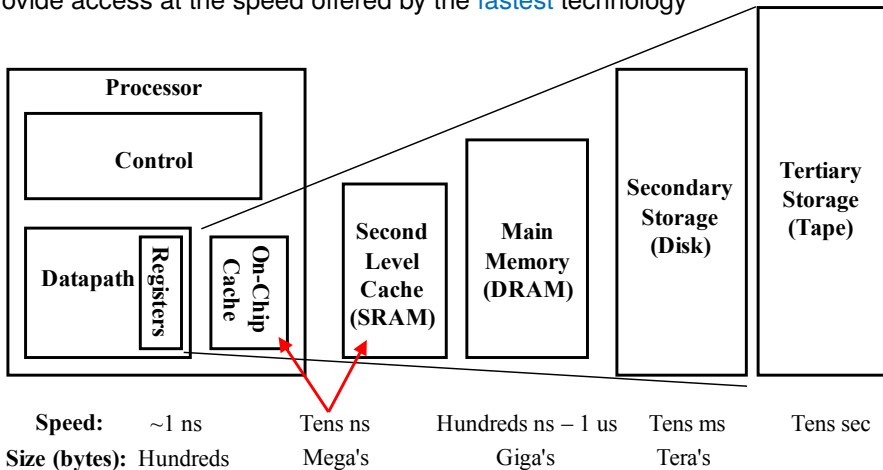 ovide access at the speed offered by the fastest technology
Processor
Control
Datapath
Registers
On-Chip
Cache
Second
Level
Cache
(SRAM)
Main
Memory
(DRAM)
Secondary
Storage
(Disk)
Tertiary
Storage
(Tape)
Speed: ~1 ns Tens ns Hundreds ns – 1 us Tens ms Tens sec
Size (bytes): Hundreds Mega's Giga's Tera's